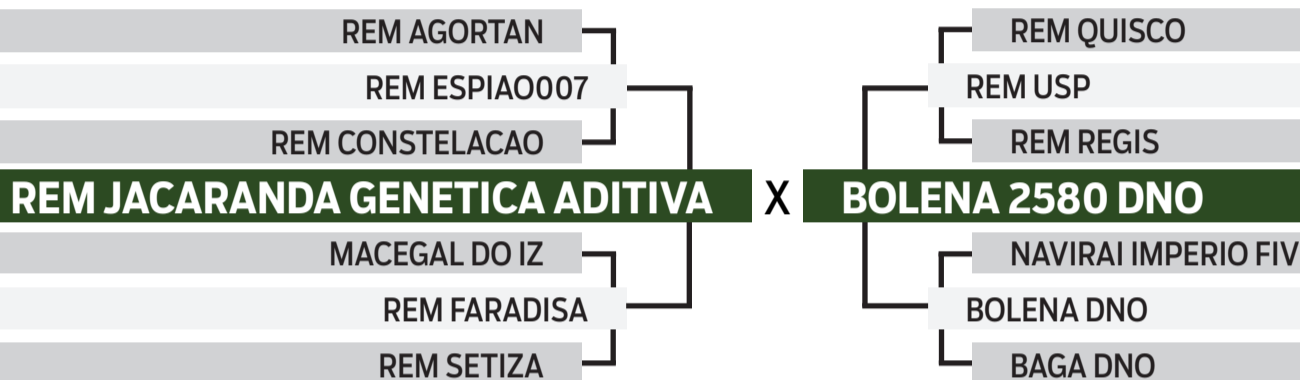 REM AGORTAN
REM ESPIAO007
REM CONSTELACAO
REM JACARANDA GENETICA ADITIVA
MACEGAL DO IZ
REM FARADISA
REM SETIZA
X
REM QUISCO
REM USP
REM REGIS
BOLENA 2580 DNO
NAVIRAI IMPERIO FIV
BOLENA DNO
BAGA DNO